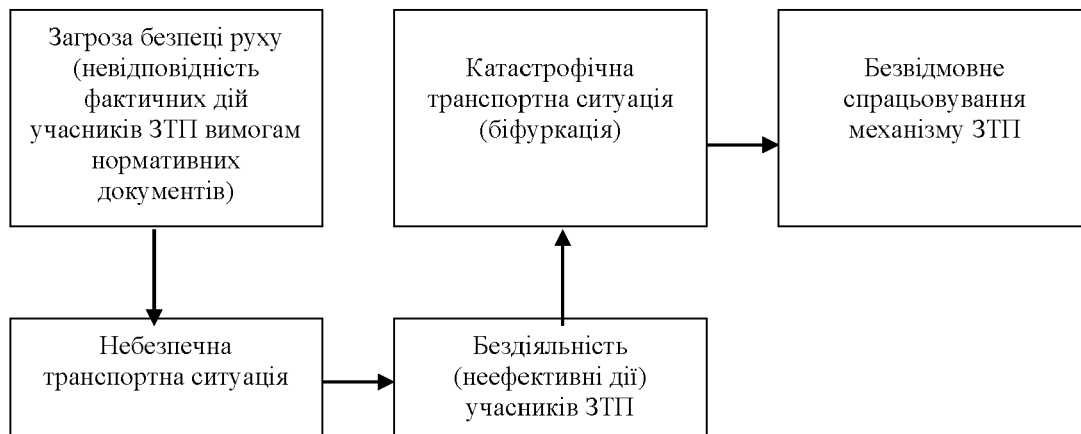 Загроза безпеці руху
(невідповідність
фактичних дій
учасників ЗТП вимогам
нормативних
документів)
Катастрофічна
транспортна ситуація
(біфуркація)
Безвідмовне
спрацьовування
механізму ЗТП
Небезпечна
транспортна ситуація
Бездіяльність
(неефективні дії)
учасників ЗТП